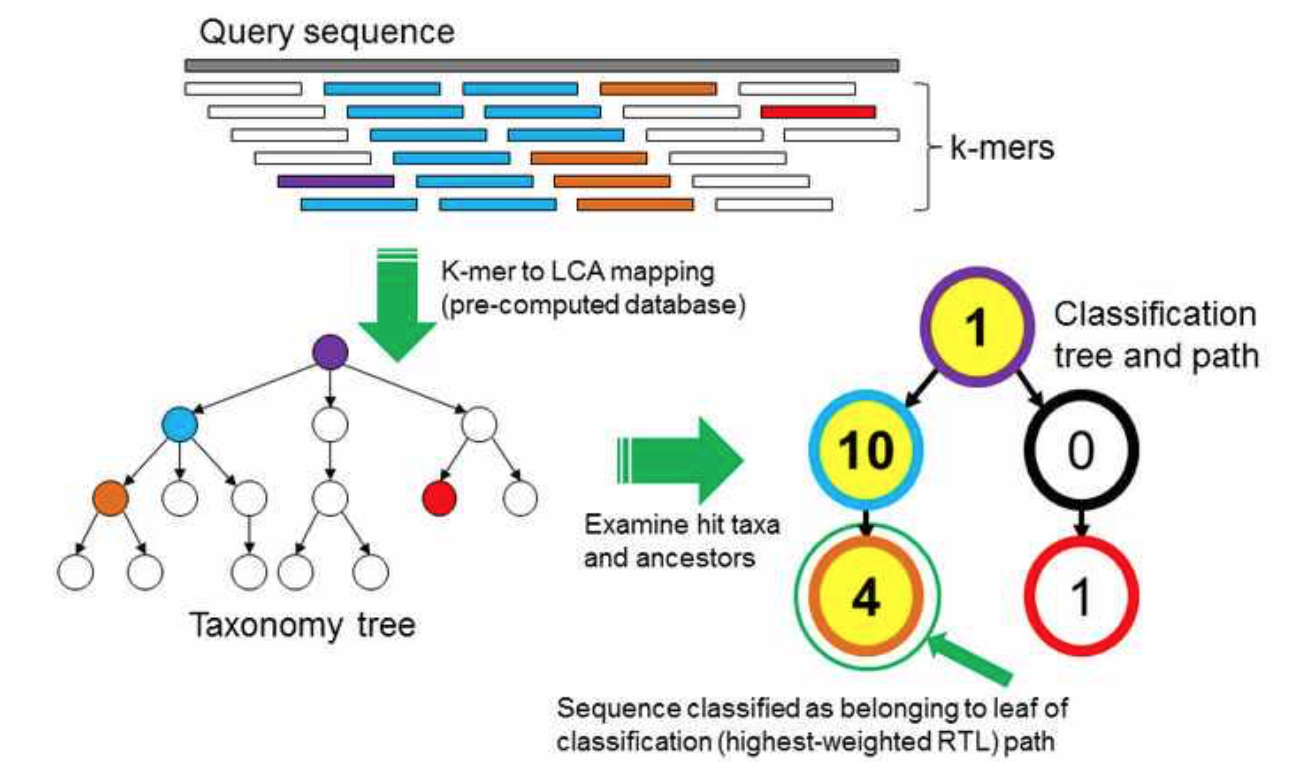 Query sequence
k-mers
K-mer to LCA mapping
(pre-computed database)
Classification
tree and path
1
10
0
4
1
Examine hit taxa
and ancestors
Taxonomy tree
Sequence classified as belonging to leaf of
classification (highest-weighted RTL) path